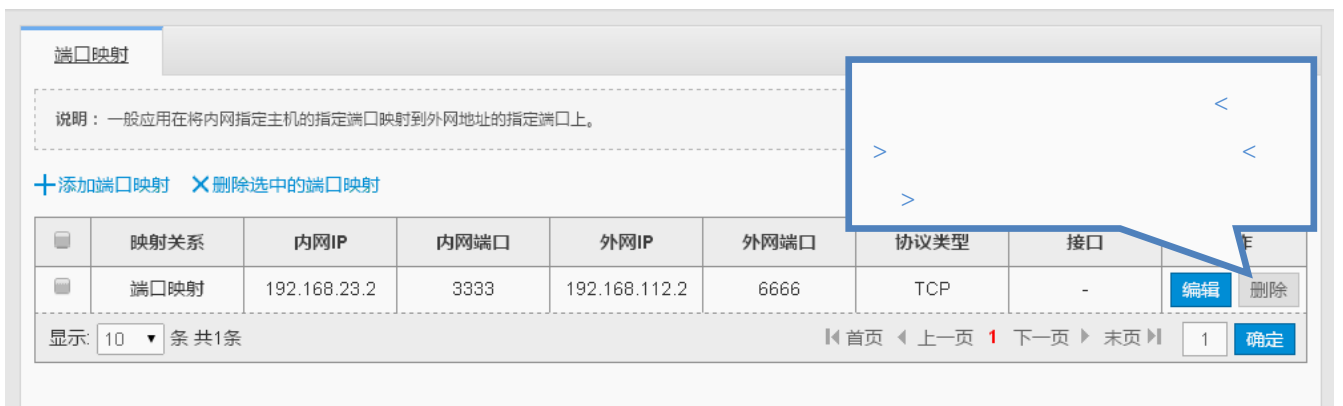 端口映射
说明：一般应用在将内网指定主机的指定端口映射到外网地址的指定端口上。
<
> <
>
添加端口映射 删除选中的端口映射
映射关系 内网IP 内网端口 外网IP 外网端口 协议类型 接口 作
端口映射 192.168.23.2 3333 192.168.112.2 6666 TCP - 编辑 删除
显示: 10 条 共1条 首页 上一页 1 下一页 末页 1 确定